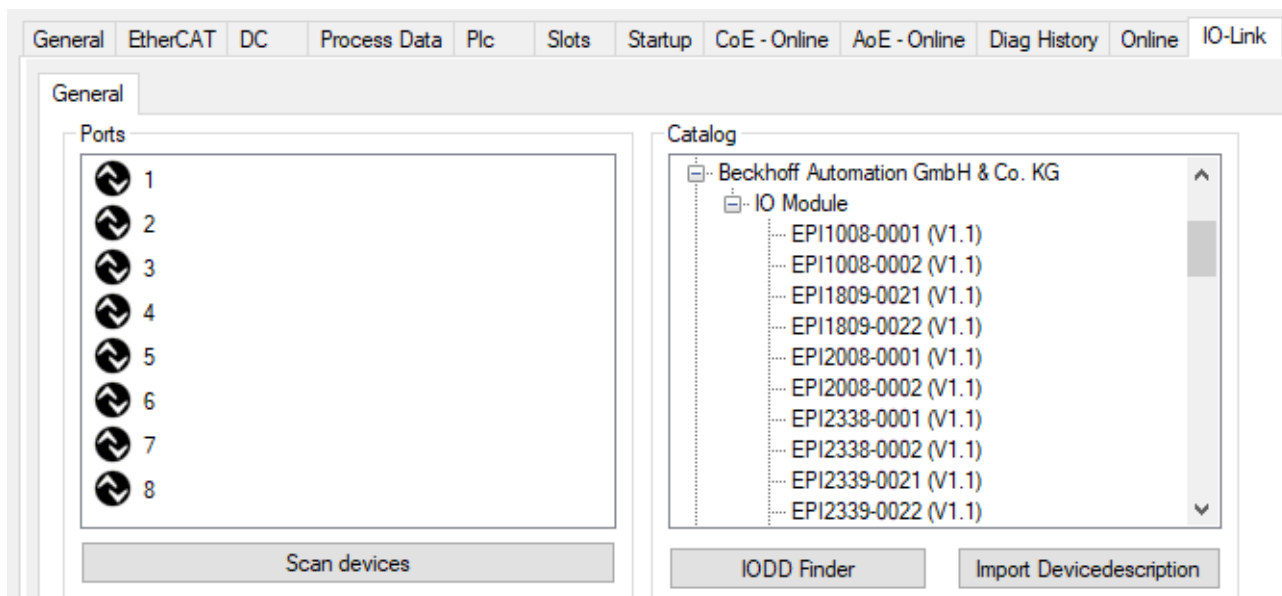 General EtherCAT DC Process Data Plc Slots Startup CoE - Online AoE - Online Diag History Online IO-Link
General
Ports
1
2
3
4
5
6
7
8
Scan devices
Catalog
Beckhoff Automation GmbH & Co. KG
IO Module
EPI1008-0001 (V1.1)
EPI1008-0002 (V1.1)
EPI1809-0021 (V1.1)
EPI1809-0022 (V1.1)
EPI2008-0001 (V1.1)
EPI2008-0002 (V1.1)
EPI2338-0001 (V1.1)
EPI2338-0002 (V1.1)
EPI2339-0021 (V1.1)
EPI2339-0022 (V1.1)
IODD Finder Import Devicedescription